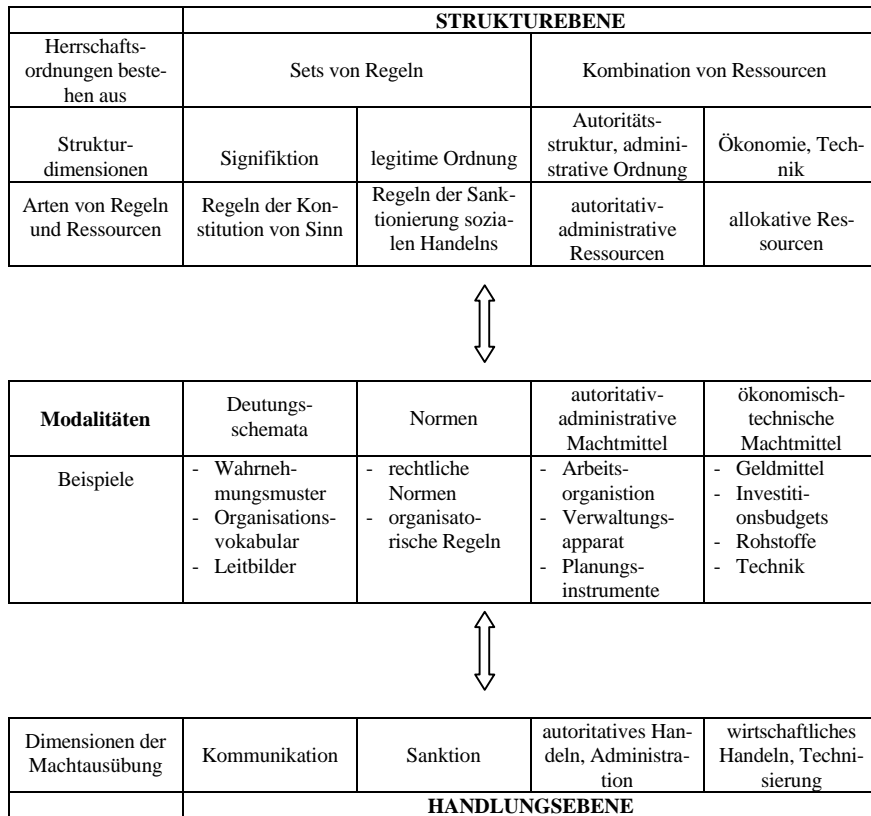 STRUKTUREBENE
Herrschafts-
ordnungen beste-
hen aus
Sets von Regeln
Kombination von Ressourcen
Struktur-
dimensionen
Signifiktion
legitime Ordnung
Autoritäts-
struktur, admini-
strative Ordnung
Ökonomie, Tech-
nik
Arten von Regeln
und Ressourcen
Regeln der Kon-
stitution von Sinn
Regeln der Sank-
tionierung sozia-
len Handelns
autoritativ-
administrative
Ressourcen
allokative Res-
sourcen
Modalitäten
Deutungs-
schemata
Normen
autoritativ-
administrative
Machtmittel
ökonomisch-
technische
Machtmittel
Beispiele
- Wahrneh-
mungsmuster
- Organisations-
vokabular
- Leitbilder
- rechtliche
Normen
- organisato-
rische Regeln
- Arbeits-
organistion
- Verwaltungs-
apparat
- Planungs-
instrumente
- Geldmittel
- Investiti-
onsbudgets
- Rohstoffe
- Technik
Dimensionen der
Machtausübung
Kommunikation
Sanktion
autoritatives Han-
deln, Administra-
tion
wirtschaftliches
Handeln, Techni-
sierung
HANDLUNGSEBENE